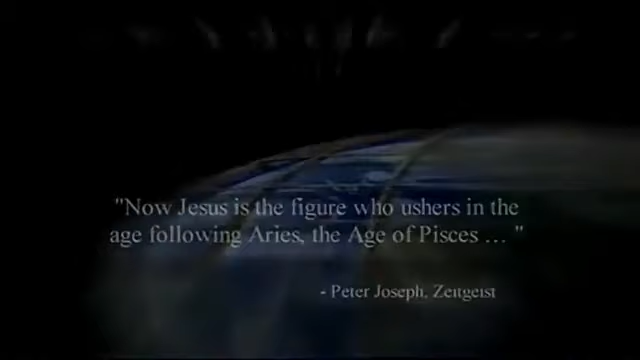 "Now Jesus is the figure who ushers in the
age following Aries, the Age of Pisces ... "
- Peter Joseph, Zeitgeist